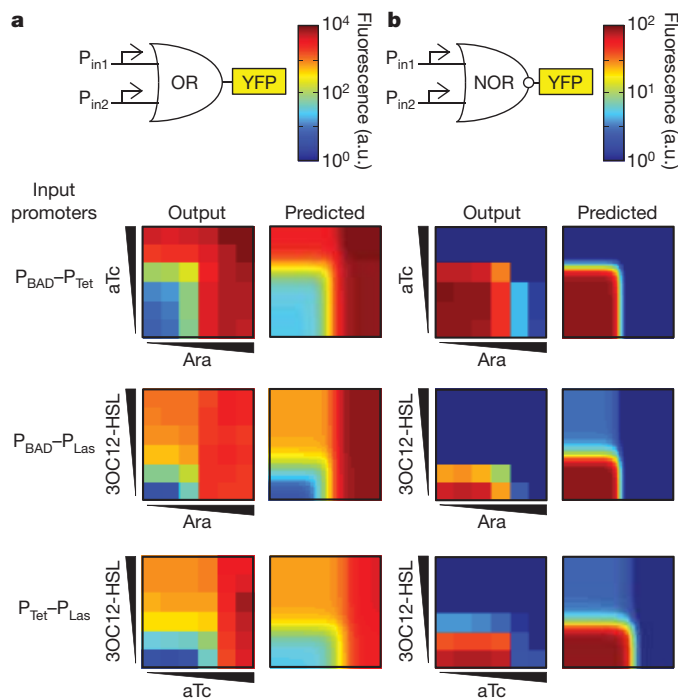 a
P_in1
P_in2
OR
YFP
10^4
10^2
10^0
Fluorescence (a.u.)
b
P_in1
P_in2
NOR
YFP
10^2
10^1
10^0
Fluorescence (a.u.)
Input promoters
Output
Predicted
Output
Predicted
P_BAD–P_Tet
aTc
Ara
aTc
Ara
P_BAD–P_Las
3OC12-HSL
Ara
3OC12-HSL
Ara
P_Tet–P_Las
3OC12-HSL
aTc
3OC12-HSL
aTc